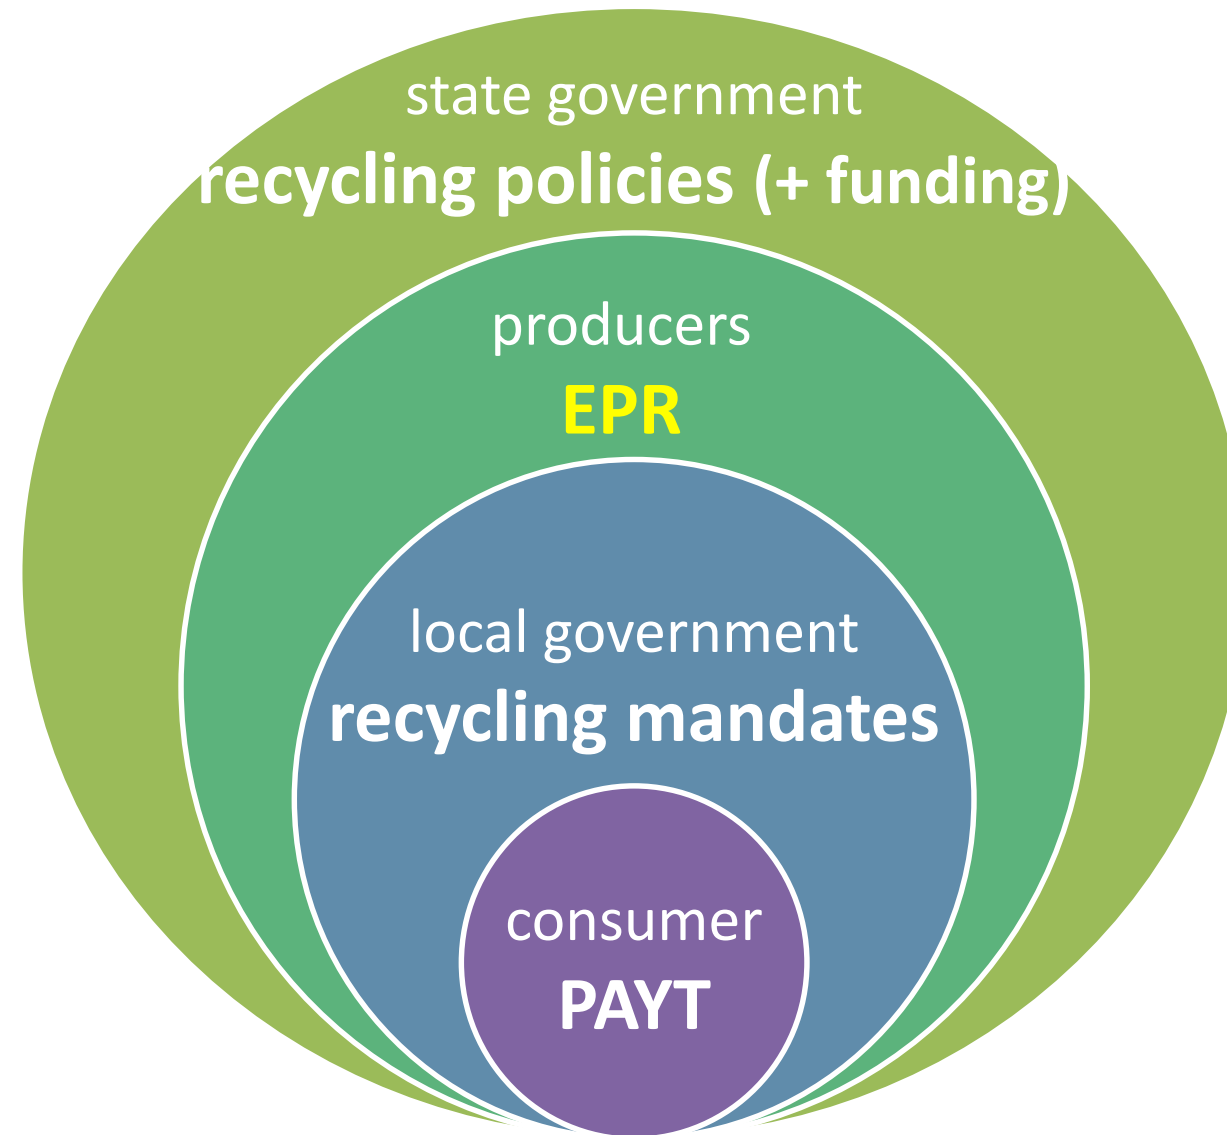 state government
recycling policies (+ funding)
producers
EPR
local government
recycling mandates
consumer
PAYT